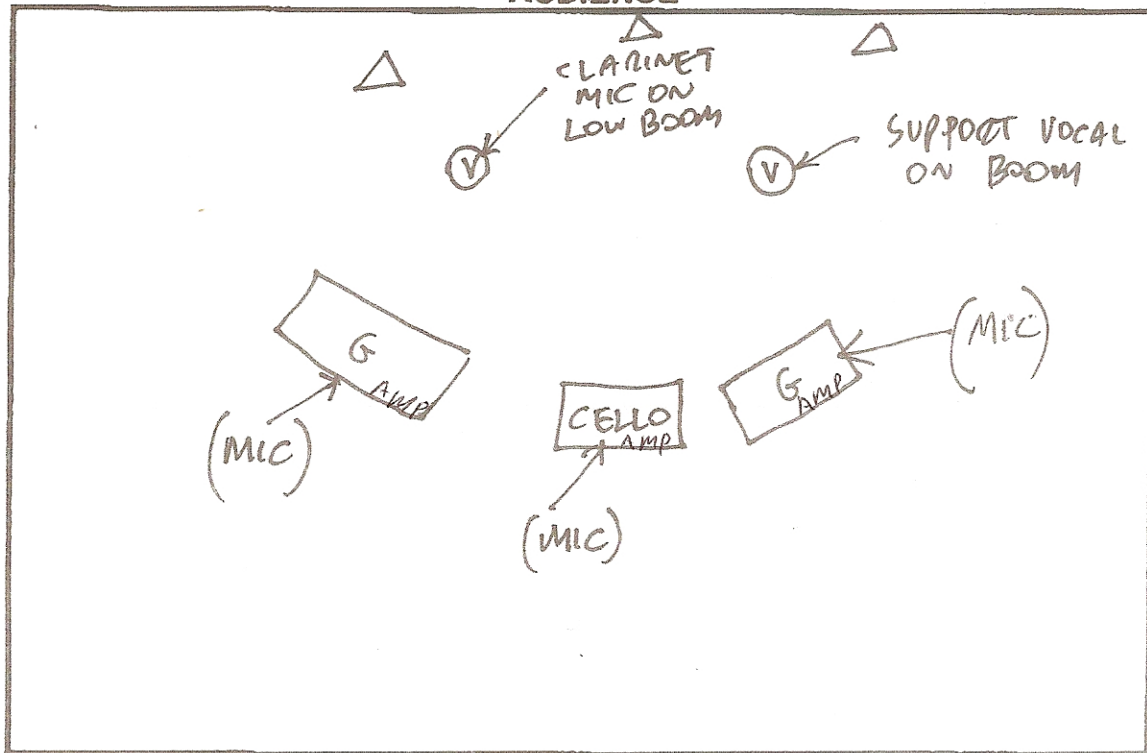 CLARINET
MIC ON
LOW BOOM
SUPPORT VOCAL
ON BOOM
V
V
G
AMP
(MIC)
CELLO
AMP
(MIC)
G
AMP
(MIC)